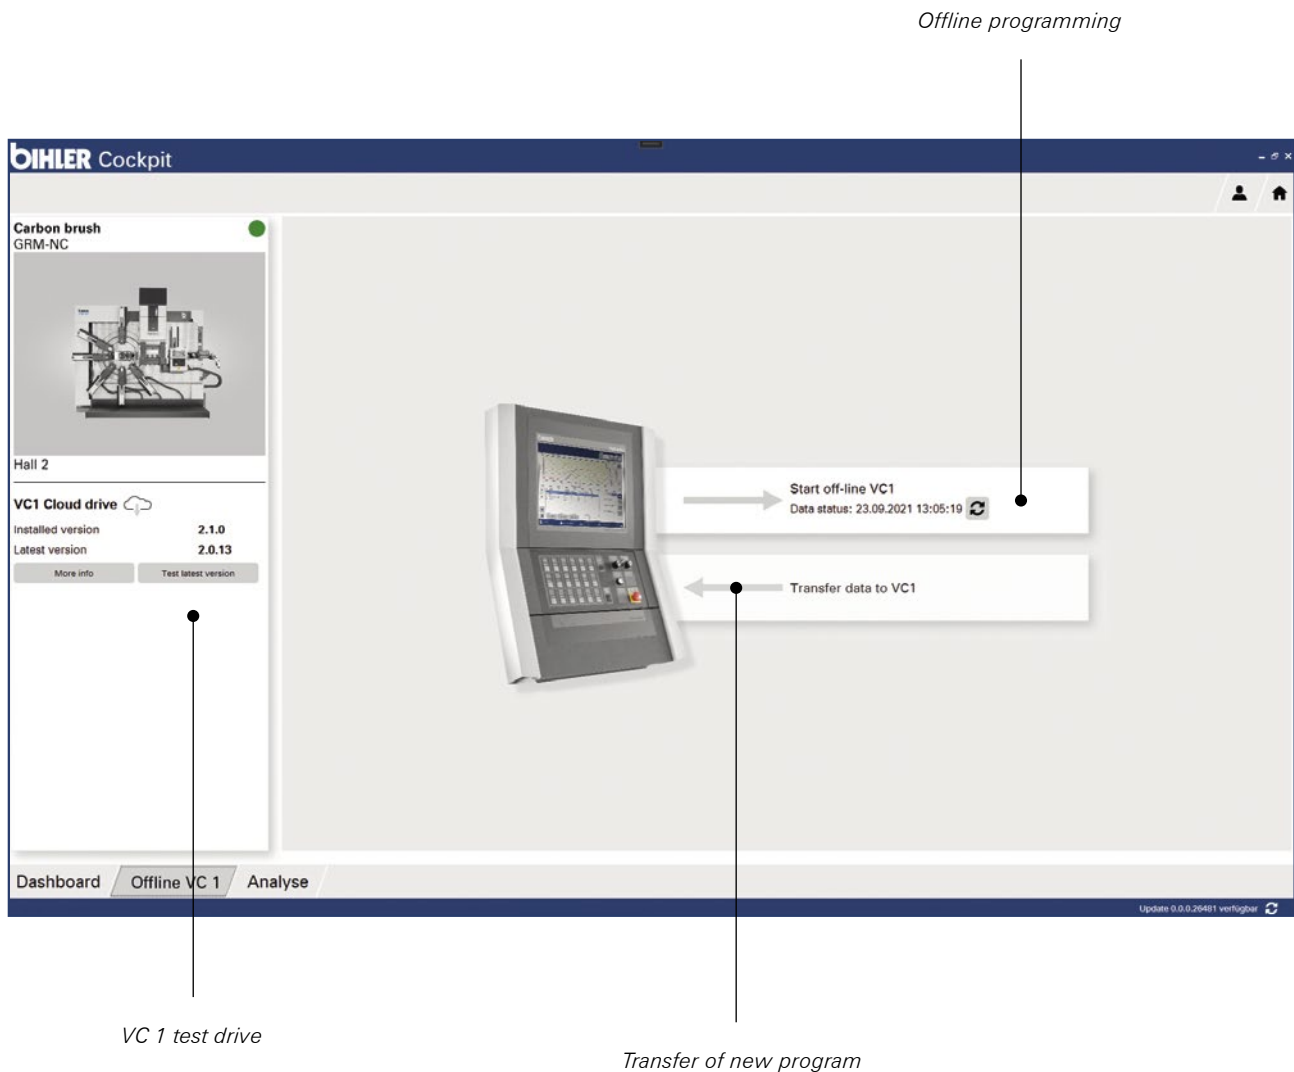 Offline programming
BIHLER Cockpit
Carbon brush
GRM-NC
Hall 2
VC1 Cloud drive
Installed version 2.1.0
Latest version 2.0.13
More info Test latest version
Start off-line VC1
Data status: 23.09.2021 13:05:19
Transfer data to VC1
Dashboard Offline VC 1 Analyse
Update 0.0.0.26481 verfügbar
VC 1 test drive
Transfer of new program